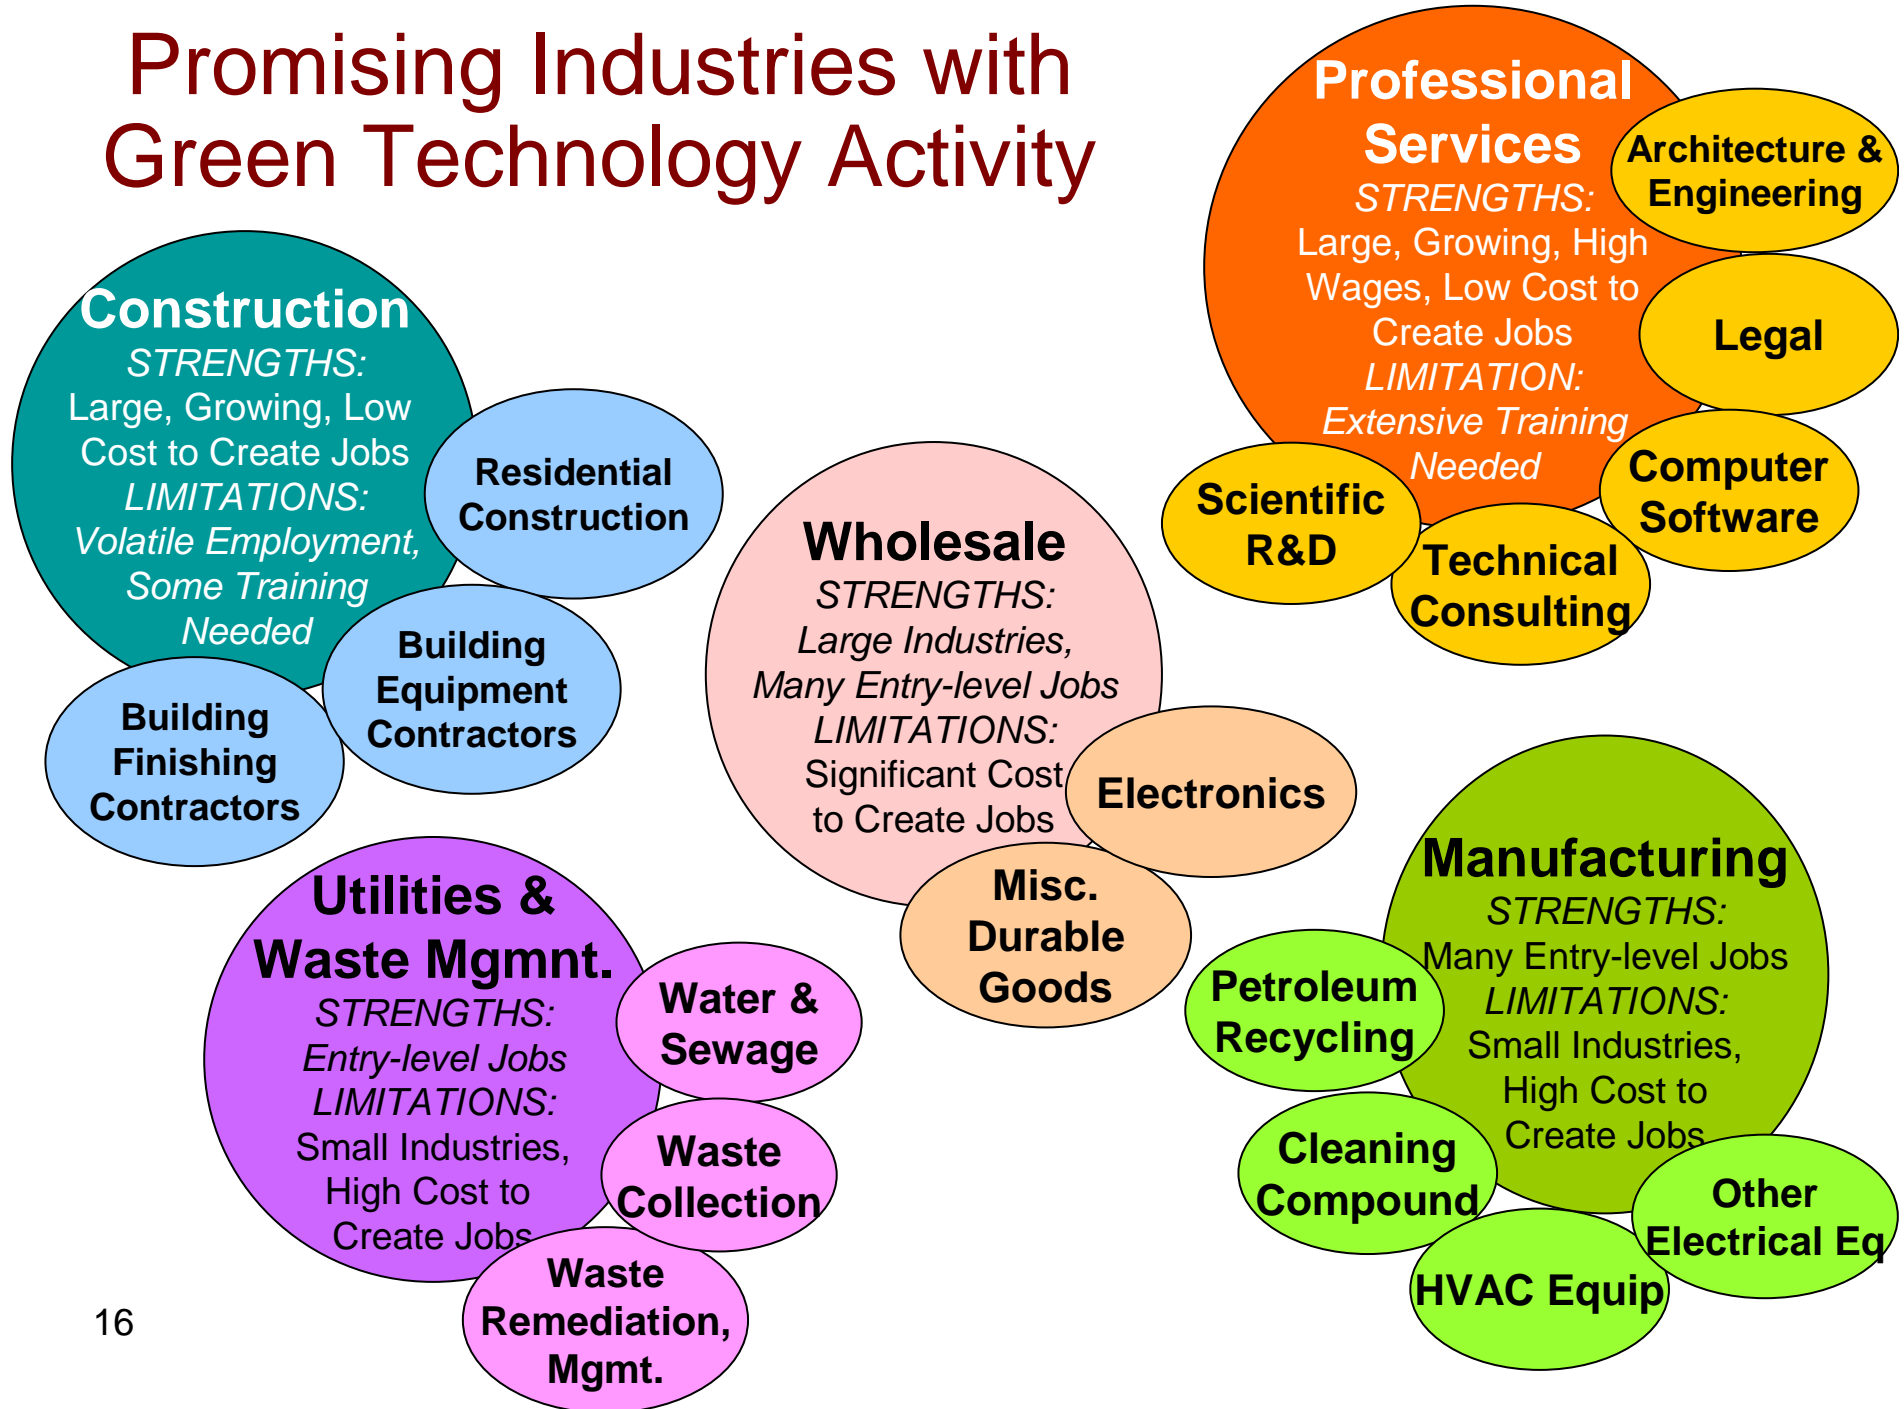 Promising Industries with
Green Technology Activity
Professional
Services
STRENGTHS:
Large, Growing, High
Wages, Low Cost to
Create Jobs
LIMITATION:
Extensive Training
Needed
Architecture &
Engineering
Legal
Computer
Software
Technical
Consulting
Scientific
R&D
Construction
STRENGTHS:
Large, Growing, Low
Cost to Create Jobs
LIMITATIONS:
Volatile Employment,
Some Training
Needed
Residential
Construction
Building
Equipment
Contractors
Building
Finishing
Contractors
Wholesale
STRENGTHS:
Large Industries,
Many Entry-level Jobs
LIMITATIONS:
Significant Cost
to Create Jobs
Electronics
Misc.
Durable
Goods
Manufacturing
STRENGTHS:
Many Entry-level Jobs
LIMITATIONS:
Small Industries,
High Cost to
Create Jobs
Petroleum
Recycling
Cleaning
Compound
HVAC Equip
Other
Electrical Eq
Utilities &
Waste Mgmnt.
STRENGTHS:
Entry-level Jobs
LIMITATIONS:
Small Industries,
High Cost to
Create Jobs
Water &
Sewage
Waste
Collection
Waste
Remediation,
Mgmt.
16